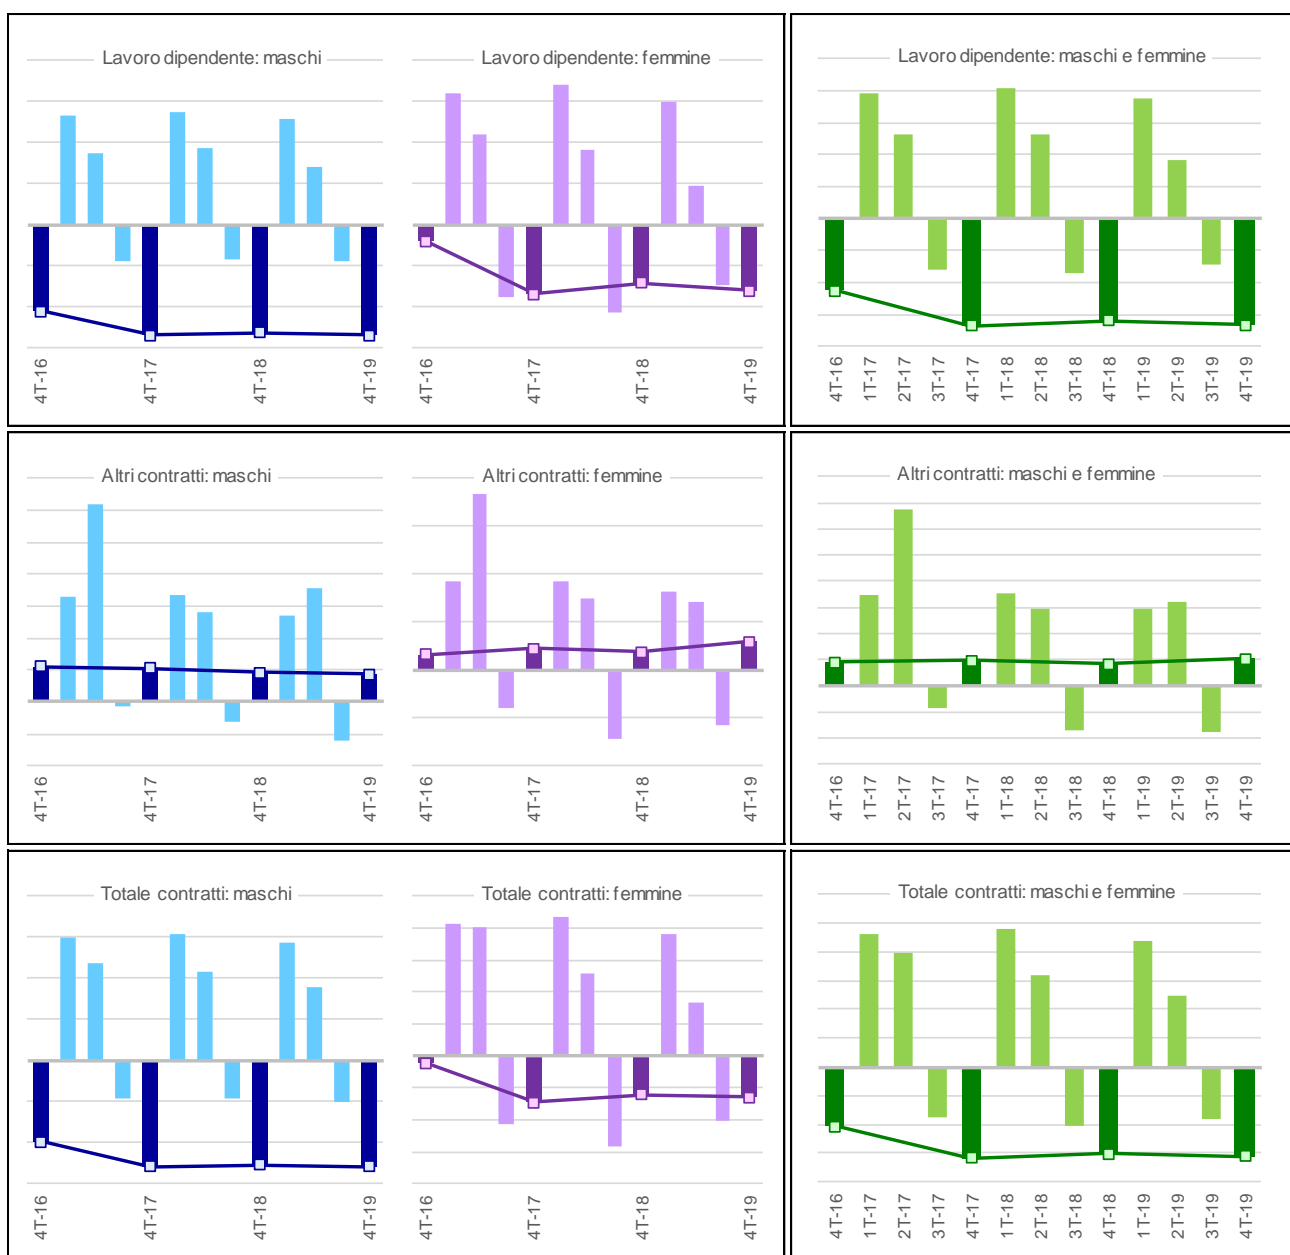 Lavoro dipendente: maschi
4T-16
4T-17
4T-18
4T-19
Lavoro dipendente: femmine
4T-16
4T-17
4T-18
4T-19
Lavoro dipendente: maschi e femmine
4T-16
1T-17
2T-17
3T-17
4T-17
1T-18
2T-18
3T-18
4T-18
1T-19
2T-19
3T-19
4T-19
Altri contratti: maschi
4T-16
4T-17
4T-18
4T-19
Altri contratti: femmine
4T-16
4T-17
4T-18
4T-19
Altri contratti: maschi e femmine
4T-16
1T-17
2T-17
3T-17
4T-17
1T-18
2T-18
3T-18
4T-18
1T-19
2T-19
3T-19
4T-19
Totale contratti: maschi
4T-16
4T-17
4T-18
4T-19
Totale contratti: femmine
4T-16
4T-17
4T-18
4T-19
Totale contratti: maschi e femmine
4T-16
1T-17
2T-17
3T-17
4T-17
1T-18
2T-18
3T-18
4T-18
1T-19
2T-19
3T-19
4T-19